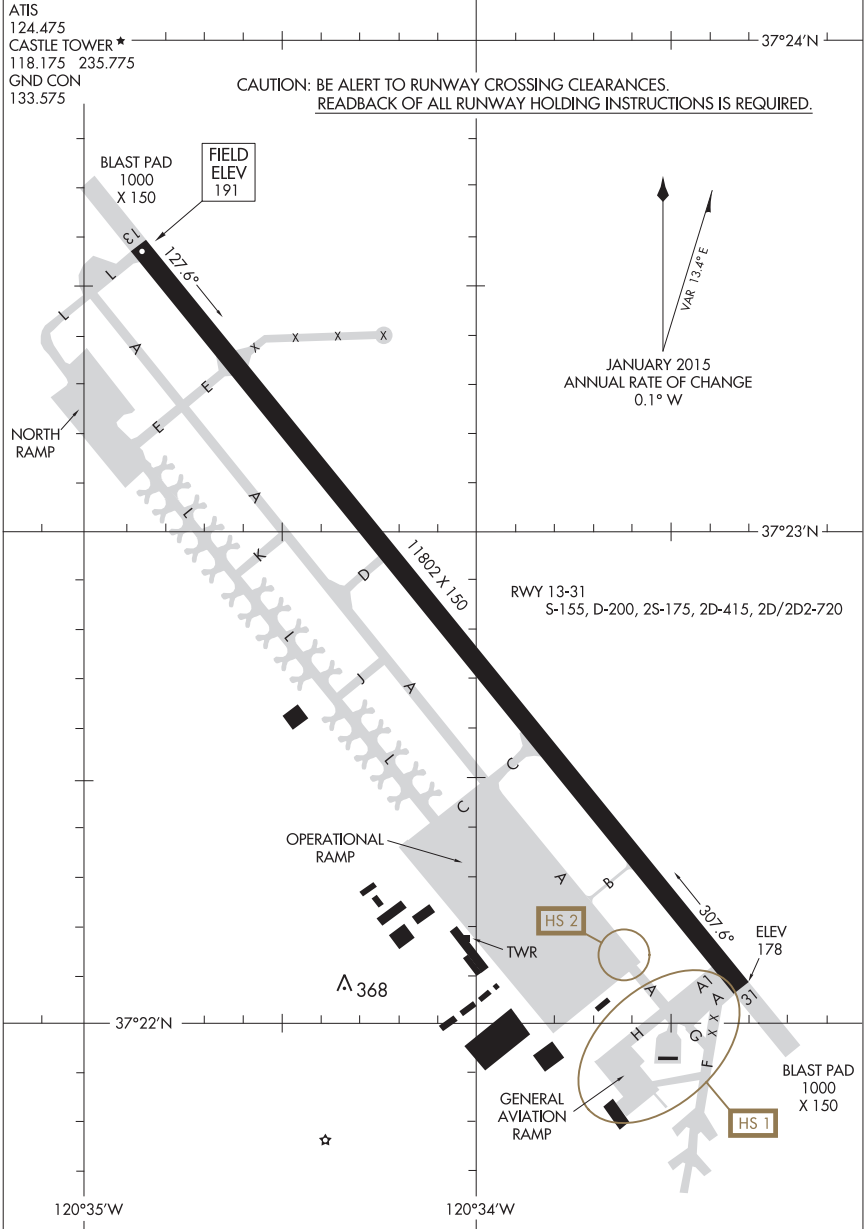 ATIS
124.475
CASTLE TOWER★
118.175 235.775
GND CON
133.575
37°24'N
CAUTION: BE ALERT TO RUNWAY CROSSING CLEARANCES.
READBACK OF ALL RUNWAY HOLDING INSTRUCTIONS IS REQUIRED.
BLAST PAD
1000
X 150
FIELD
ELEV
191
13
127.6°
VAR 13.4° E
JANUARY 2015
ANNUAL RATE OF CHANGE
0.1° W
L
L
A
X
X
X
X
E
E
NORTH
RAMP
A
L
K
37°23'N
11802 X 150
D
RWY 13-31
S-155, D-200, 2S-175, 2D-415, 2D/2D2-720
L
J
A
L
C
C
OPERATIONAL
RAMP
A
B
307.6°
HS 2
ELEV
178
TWR
368
A
A1
A
31
37°22'N
H
G
X
X
F
BLAST PAD
1000
X 150
GENERAL
AVIATION
RAMP
HS 1
120°35'W
120°34'W